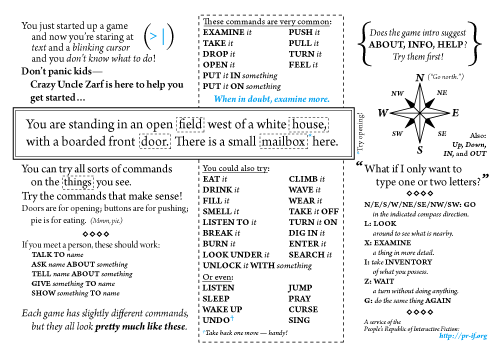 You just started up a game
and now you're staring at
text and a blinking cursor
and you don't know what to do!
(>|)
Don't panic kids—
Crazy Uncle Zarf is here to help you
get started…
These commands are very common:
EXAMINE it PUSH it
TAKE it PULL it
DROP it TURN it
OPEN it FEEL it
PUT it IN something
PUT it ON something
When in doubt, examine more.
{Does the game intro suggest
ABOUT, INFO, HELP?
Try them first!}
N ("Go north.")
NW NE
W E
SW SE
S
Also:
Up, Down,
IN, and OUT
You are standing in an open field west of a white house,
with a boarded front door. There is a small mailbox here.
Try opening!
You can try all sorts of commands
on the things you see.
Try the commands that make sense!
Doors are for opening; buttons are for pushing;
pie is for eating. (Mmm, pie.)
If you meet a person, these should work:
TALK TO name
ASK name ABOUT something
TELL name ABOUT something
GIVE something TO name
SHOW something TO name
Each game has slightly different commands,
but they all look pretty much like these.
You could also try:
EAT it CLIMB it
DRINK it WAVE it
FILL it WEAR it
SMELL it TAKE it OFF
LISTEN TO it TURN it ON
BREAK it DIG IN it
BURN it ENTER it
LOOK UNDER it SEARCH it
UNLOCK it WITH something
Or even:
LISTEN JUMP
SLEEP PRAY
WAKE UP CURSE
UNDO† SING
†Take back one move — handy!
“What if I only want to
type one or two letters?”
N/E/S/W/NE/SE/NW/SW: GO
in the indicated compass direction.
L: LOOK
around to see what is nearby.
X: EXAMINE
a thing in more detail.
I: take INVENTORY
of what you possess.
Z: WAIT
a turn without doing anything.
G: do the same thing AGAIN
A service of the
People's Republic of Interactive Fiction:
http://pr-if.org